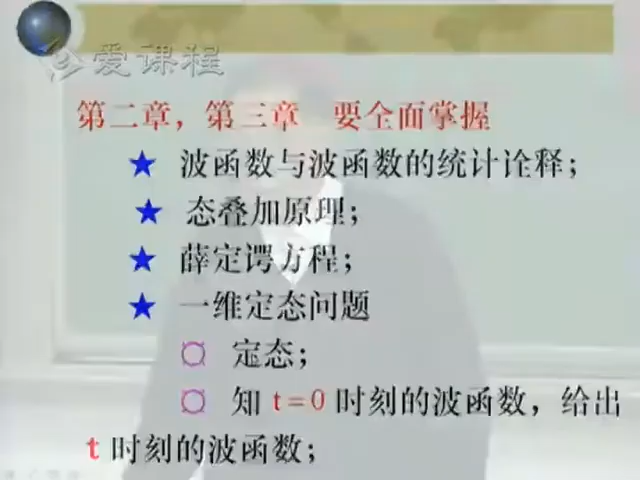 爱课程
第二章，第三章 要全面掌握
★ 波函数与波函数的统计诠释；
★ 态叠加原理；
★ 薛定谔方程；
★ 一维定态问题
¤ 定态；
¤ 知 t=0 时刻的波函数，给出
t 时刻的波函数；